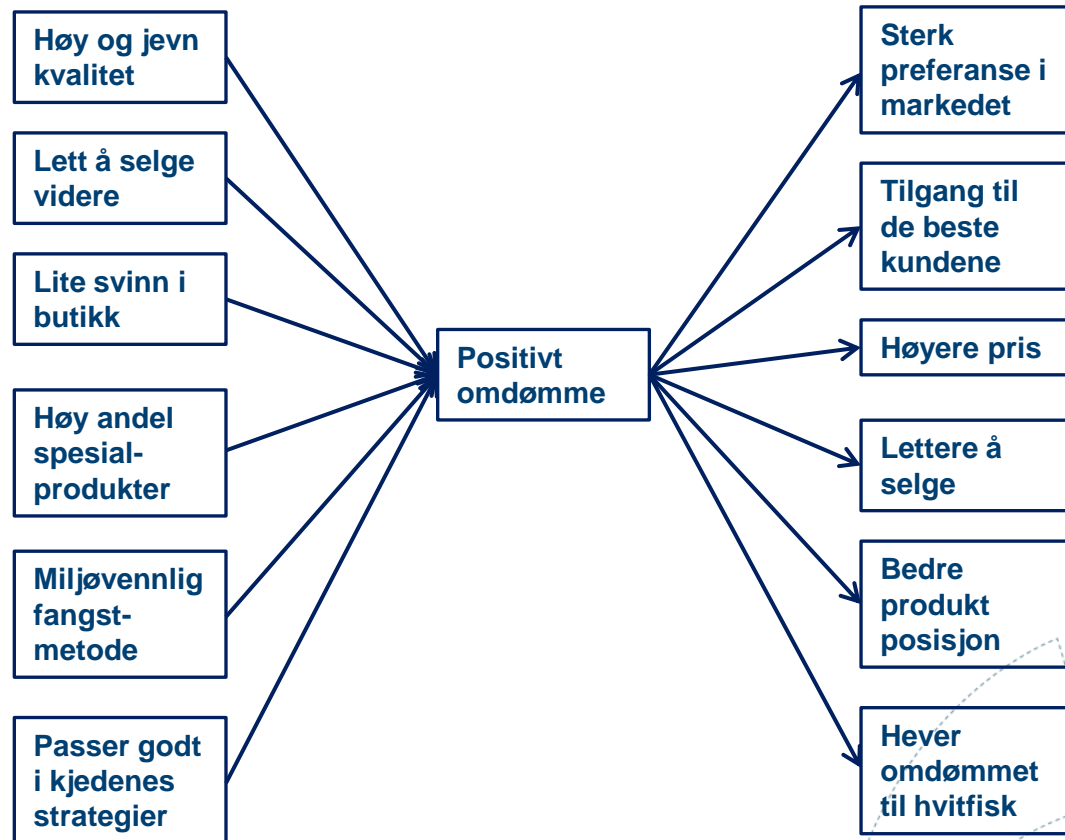 Høy og jevn
kvalitet
Lett å selge
videre
Lite svinn i
butikk
Høy andel
spesial-
produkter
Miljøvennlig
fangst-
metode
Passer godt
i kjedenes
strategier
Positivt
omdømme
Sterk
preferanse i
markedet
Tilgang til
de beste
kundene
Høyere pris
Lettere å
selge
Bedre
produkt
posisjon
Hever
omdømmet
til hvitfisk